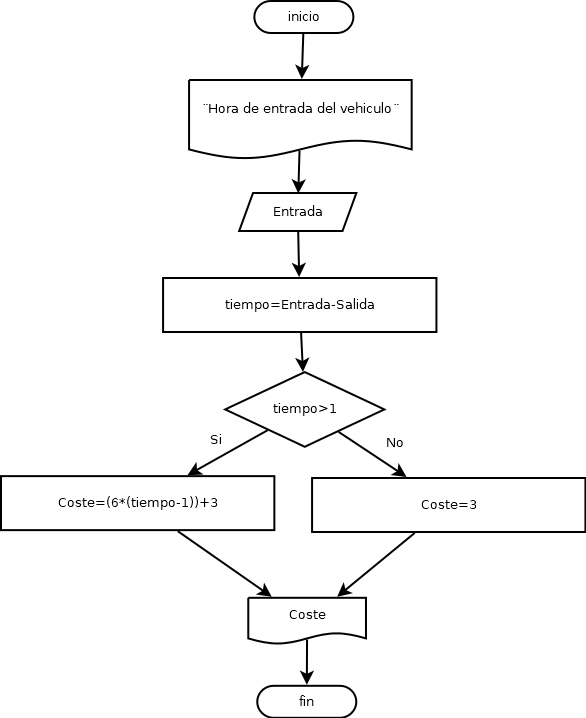 inicio
¨Hora de entrada del vehiculo¨
Entrada
tiempo=Entrada-Salida
tiempo>1
Si
No
Coste=(6*(tiempo-1))+3
Coste=3
Coste
fin